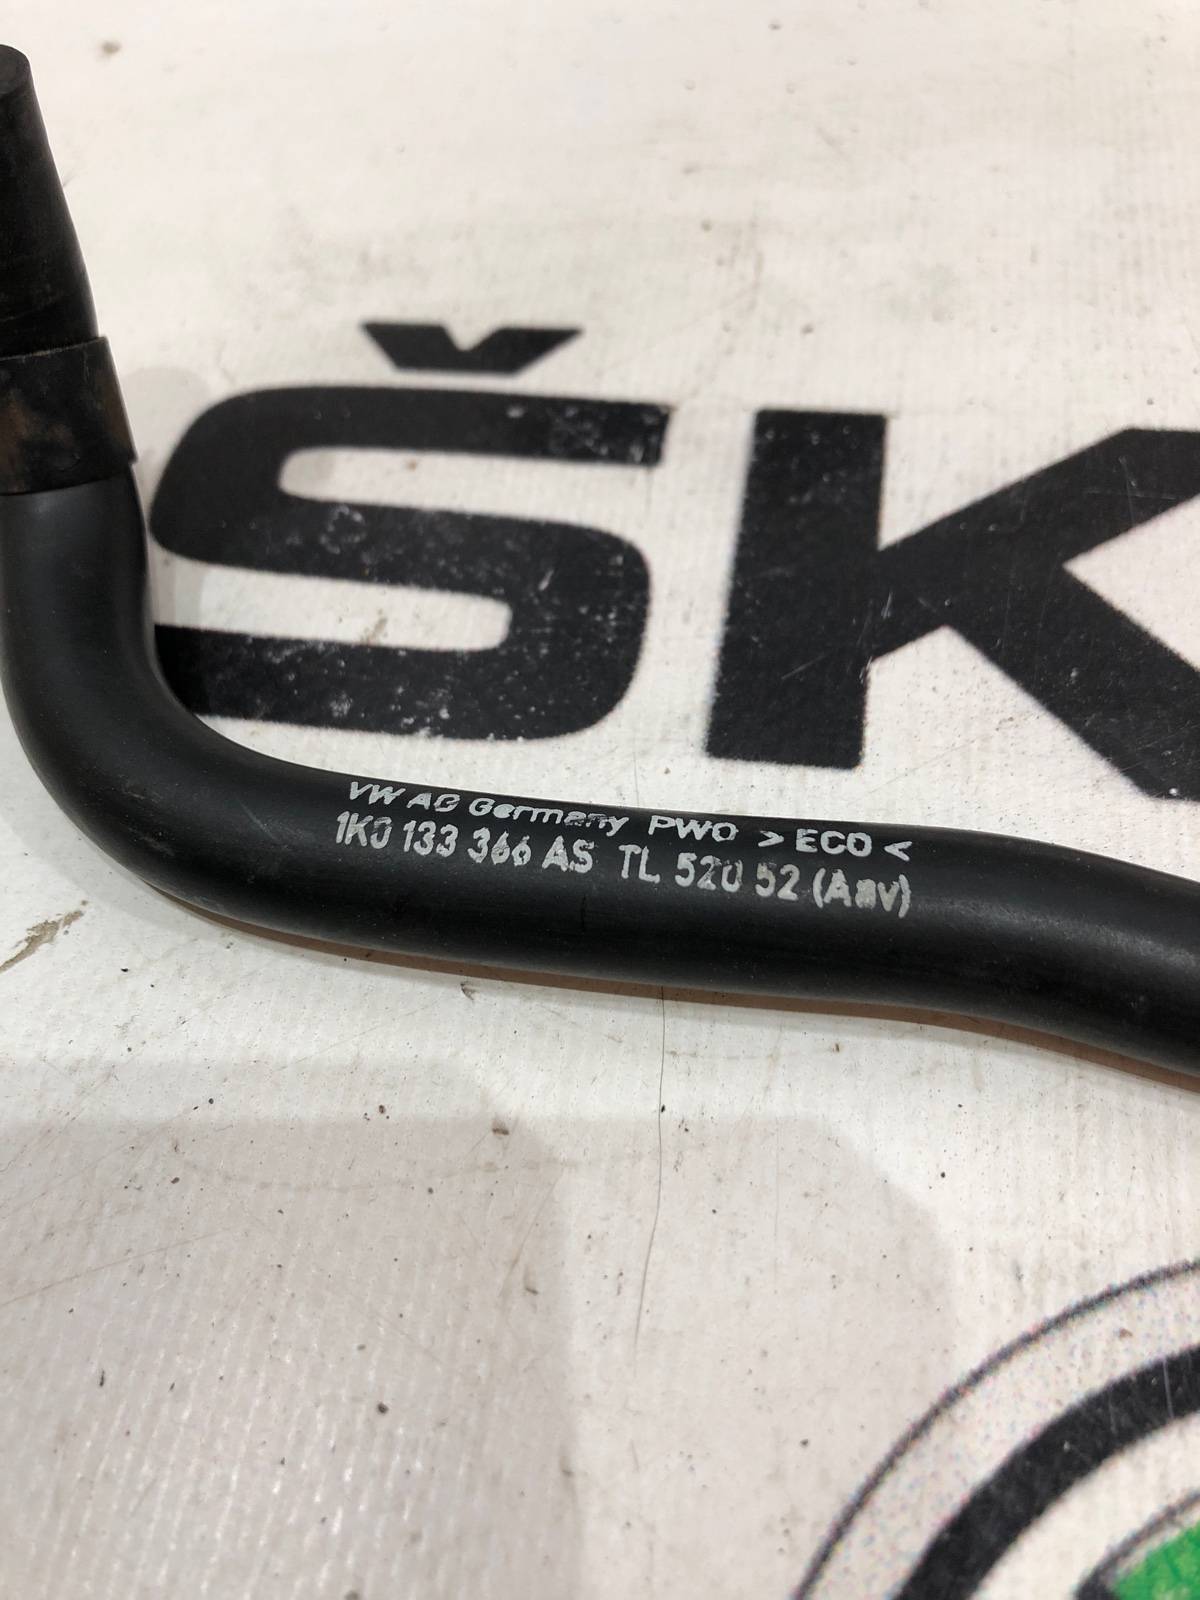 ŠK
VW AG Germany PWO > ECO <
1K0 133 366 AS TL 520 52 (Aav)